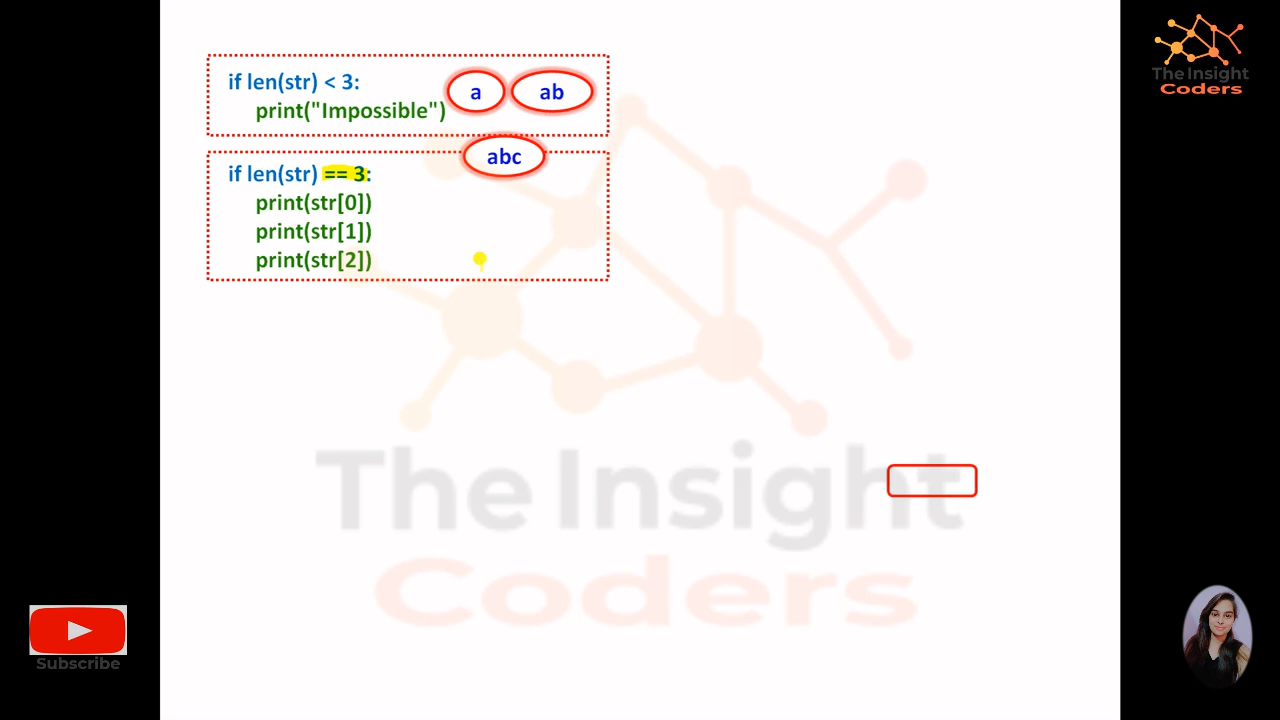 if len(str) < 3:
print("Impossible")
a
ab
abc
if len(str) == 3:
print(str[0])
print(str[1])
print(str[2])
The Insight
Coders
The Insight
Coders
Subscribe